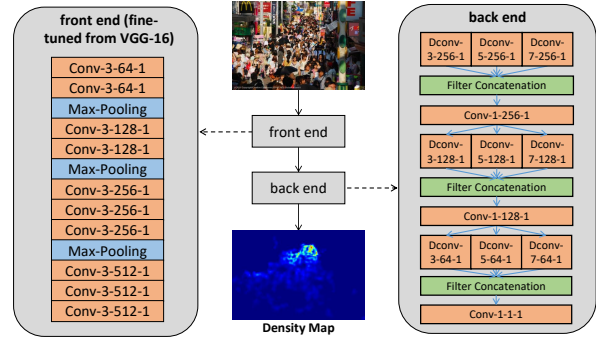 front end (fine-
tuned from VGG-16)
Conv-3-64-1
Conv-3-64-1
Max-Pooling
Conv-3-128-1
Conv-3-128-1
Max-Pooling
Conv-3-256-1
Conv-3-256-1
Conv-3-256-1
Max-Pooling
Conv-3-512-1
Conv-3-512-1
Conv-3-512-1
front end
back end
Density Map
back end
Dconv-
3-256-1
Dconv-
5-256-1
Dconv-
7-256-1
Filter Concatenation
Conv-1-256-1
Dconv-
3-128-1
Dconv-
5-128-1
Dconv-
7-128-1
Filter Concatenation
Conv-1-128-1
Dconv-
3-64-1
Dconv-
5-64-1
Dconv-
7-64-1
Filter Concatenation
Conv-1-1-1